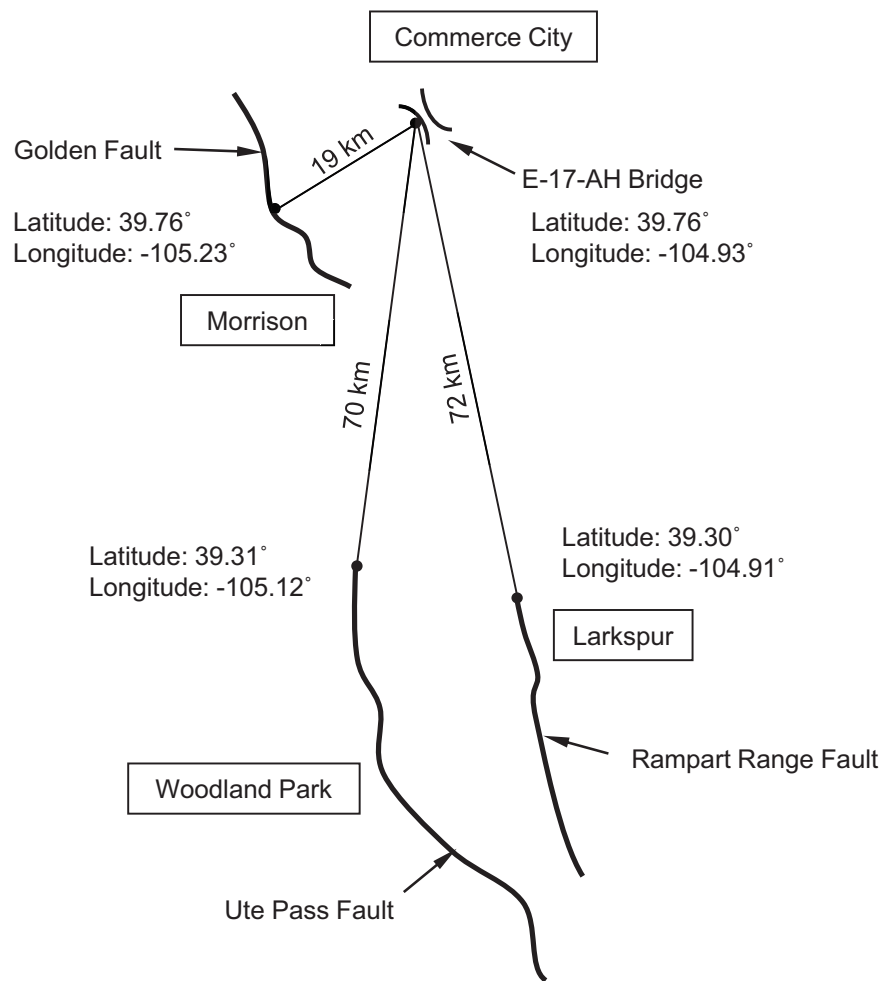 Commerce City
Golden Fault
19 km
E-17-AH Bridge
Latitude: 39.76°
Longitude: -105.23°
Latitude: 39.76°
Longitude: -104.93°
Morrison
70 km
72 km
Latitude: 39.31°
Longitude: -105.12°
Latitude: 39.30°
Longitude: -104.91°
Larkspur
Rampart Range Fault
Woodland Park
Ute Pass Fault